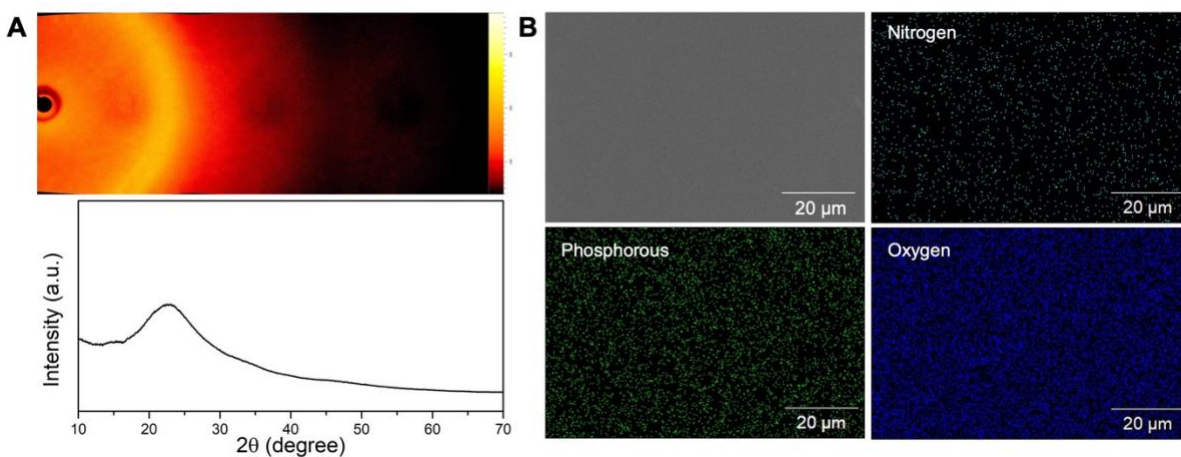 A
B
Nitrogen
20 µm
20 µm
Phosphorous
Oxygen
20 µm
20 µm
Intensity (a.u.)
10 20 30 40 50 60 70
2θ (degree)